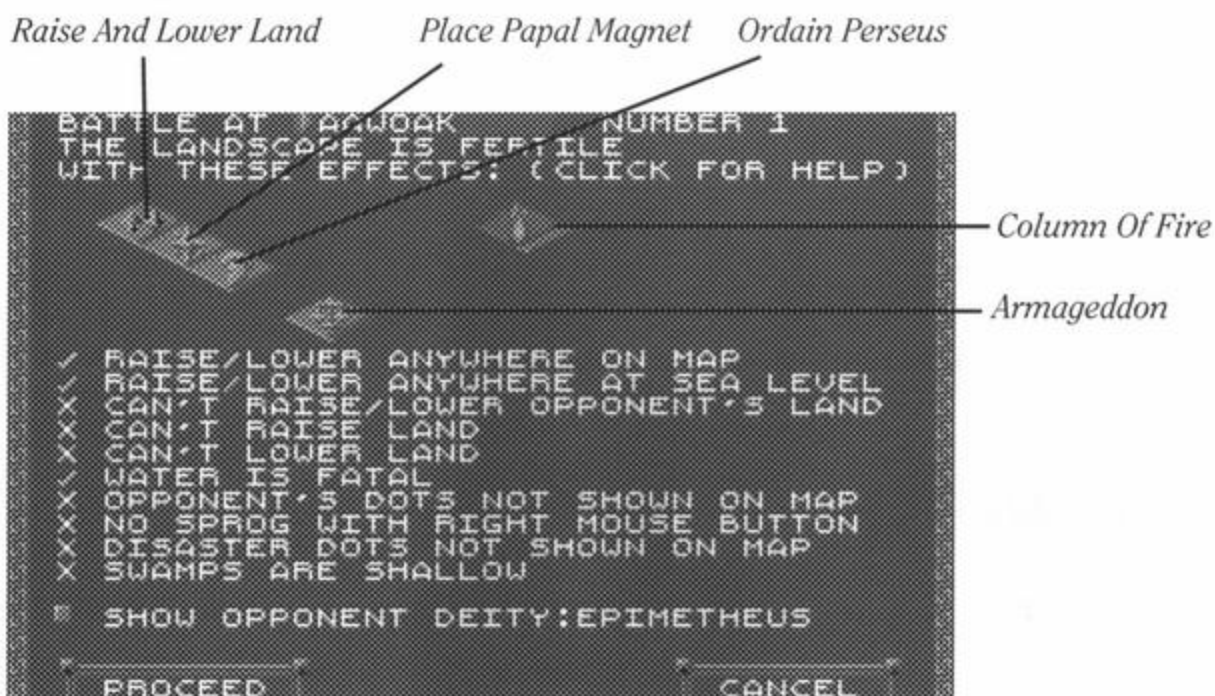 Raise And Lower Land Place Papal Magnet Ordain Perseus
BATTLE AT NUMBER 1
THE LANDSCAPE IS FERTILE
WITH THESE EFFECTS: (CLICK FOR HELP)
Column Of Fire
Armageddon
✓ RAISE/LOWER ANYWHERE ON MAP
✓ RAISE/LOWER ANYWHERE AT SEA LEVEL
X CAN'T RAISE/LOWER OPPONENT'S LAND
X CAN'T RAISE LAND
X CAN'T LOWER LAND
✓ WATER IS FATAL
X OPPONENT'S DOTS NOT SHOWN ON MAP
X NO SPROG WITH RIGHT MOUSE BUTTON
X DISASTER DOTS NOT SHOWN ON MAP
X SWAMPS ARE SHALLOW
SHOW OPPONENT DEITY:EPIMETHEUS
PROCEED CANCEL